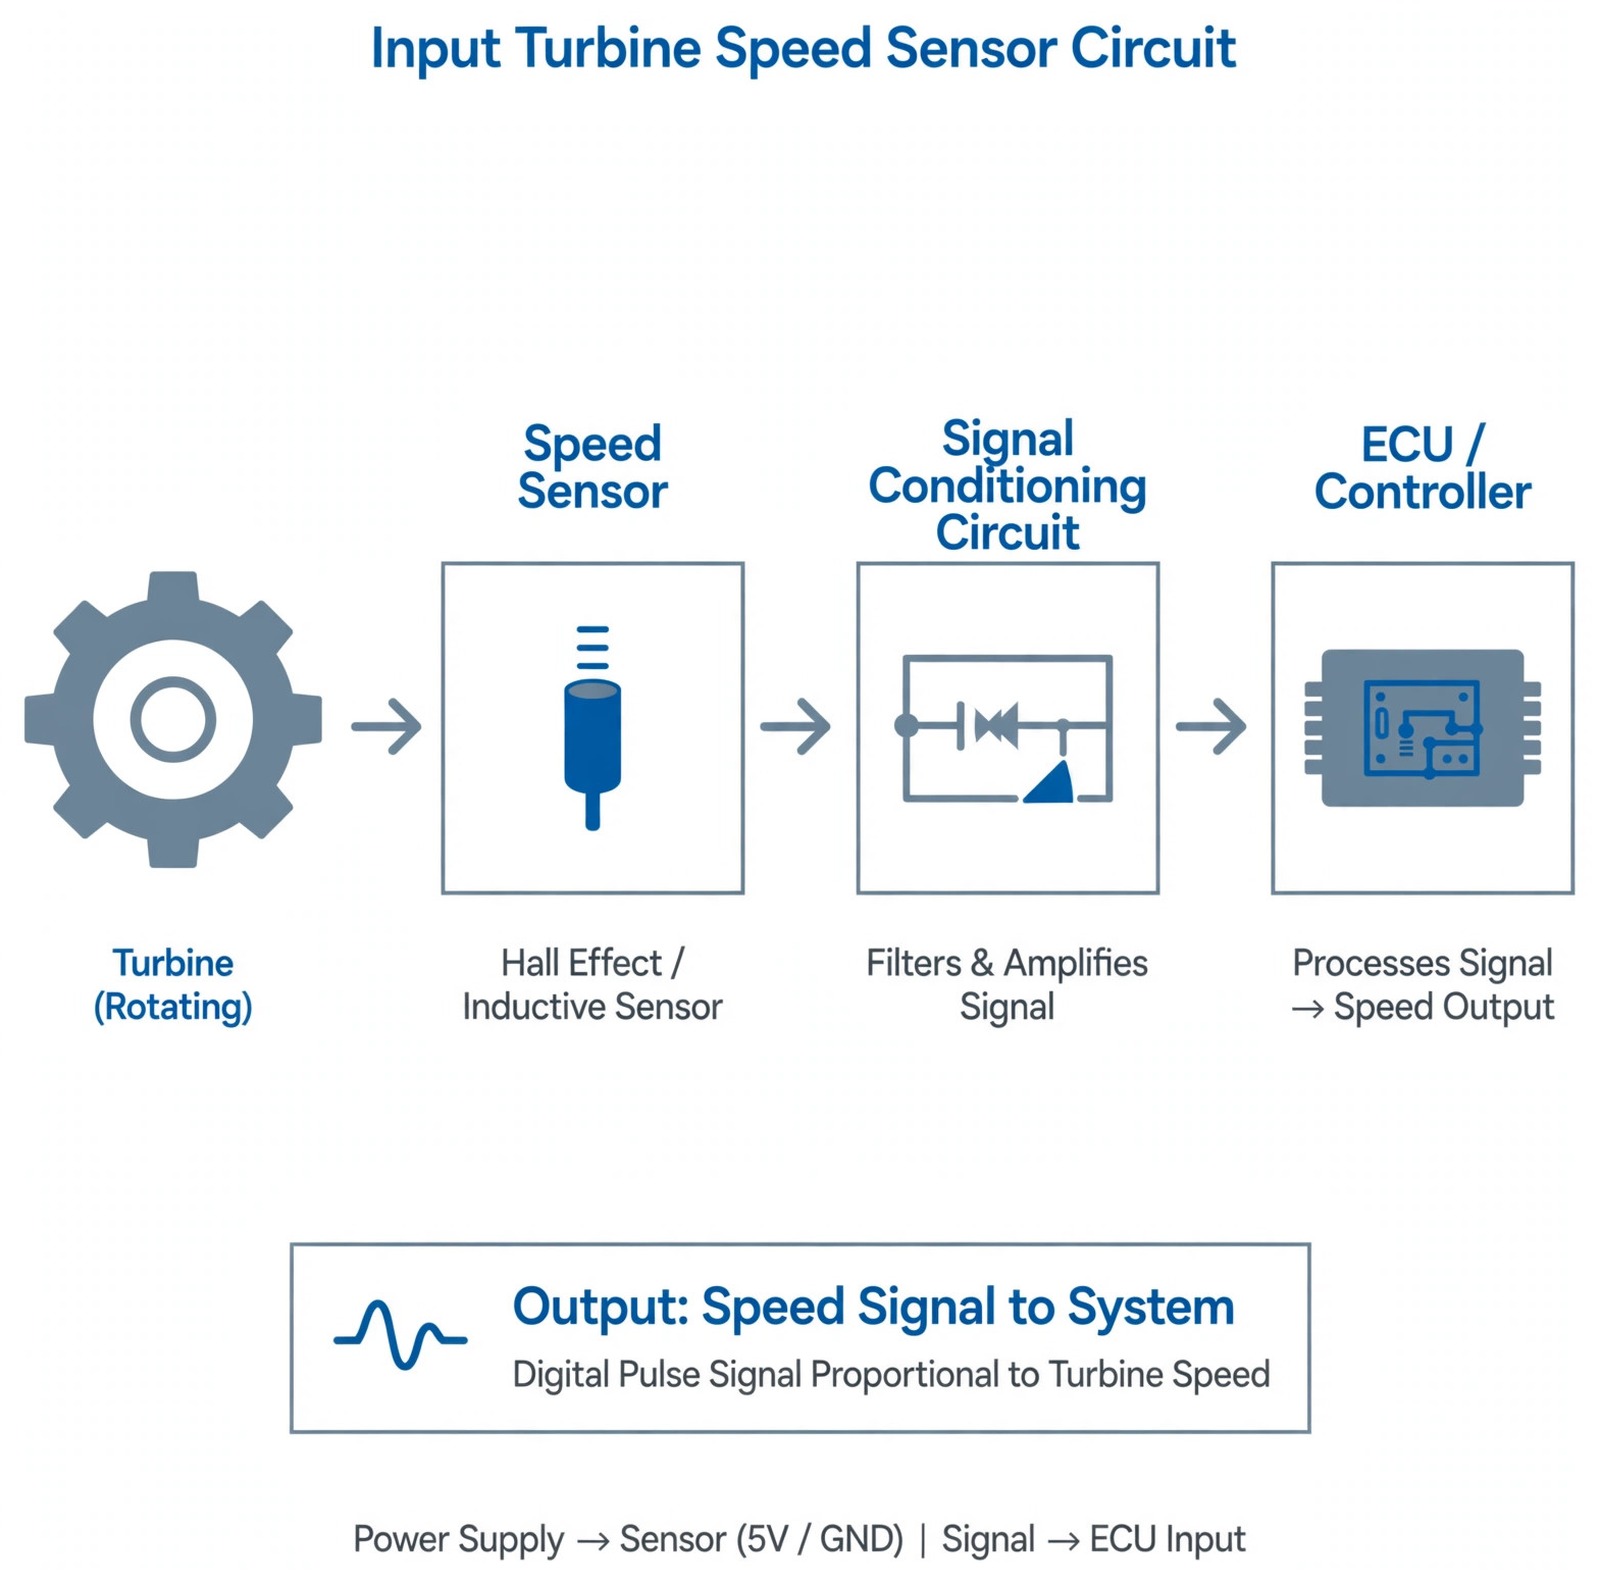 Input Turbine Speed Sensor Circuit
Speed
Sensor
Signal
Conditioning
Circuit
ECU /
Controller
Turbine
(Rotating)
Hall Effect /
Inductive Sensor
Filters & Amplifies
Signal
Processes Signal
→ Speed Output
Output: Speed Signal to System
Digital Pulse Signal Proportional to Turbine Speed
Power Supply → Sensor (5V / GND) | Signal → ECU Input